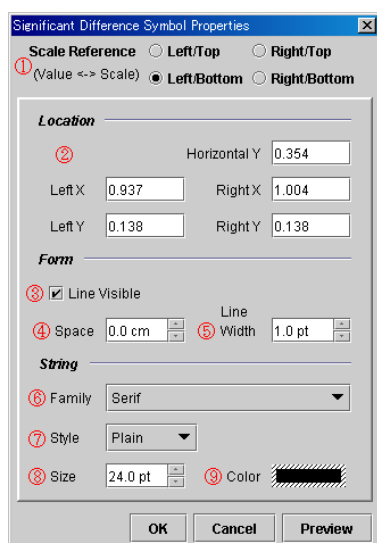 Significant Difference Symbol Properties
Scale Reference Left/Top Right/Top
① (Value <-> Scale) Left/Bottom Right/Bottom
Location
② Horizontal Y 0.354
Left X 0.937 Right X 1.004
Left Y 0.138 Right Y 0.138
Form
③ Line Visible
Line
④ Space 0.0 cm ⑤ Width 1.0 pt
String
⑥ Family Serif
⑦ Style Plain
⑧ Size 24.0 pt ⑨ Color
OK Cancel Preview